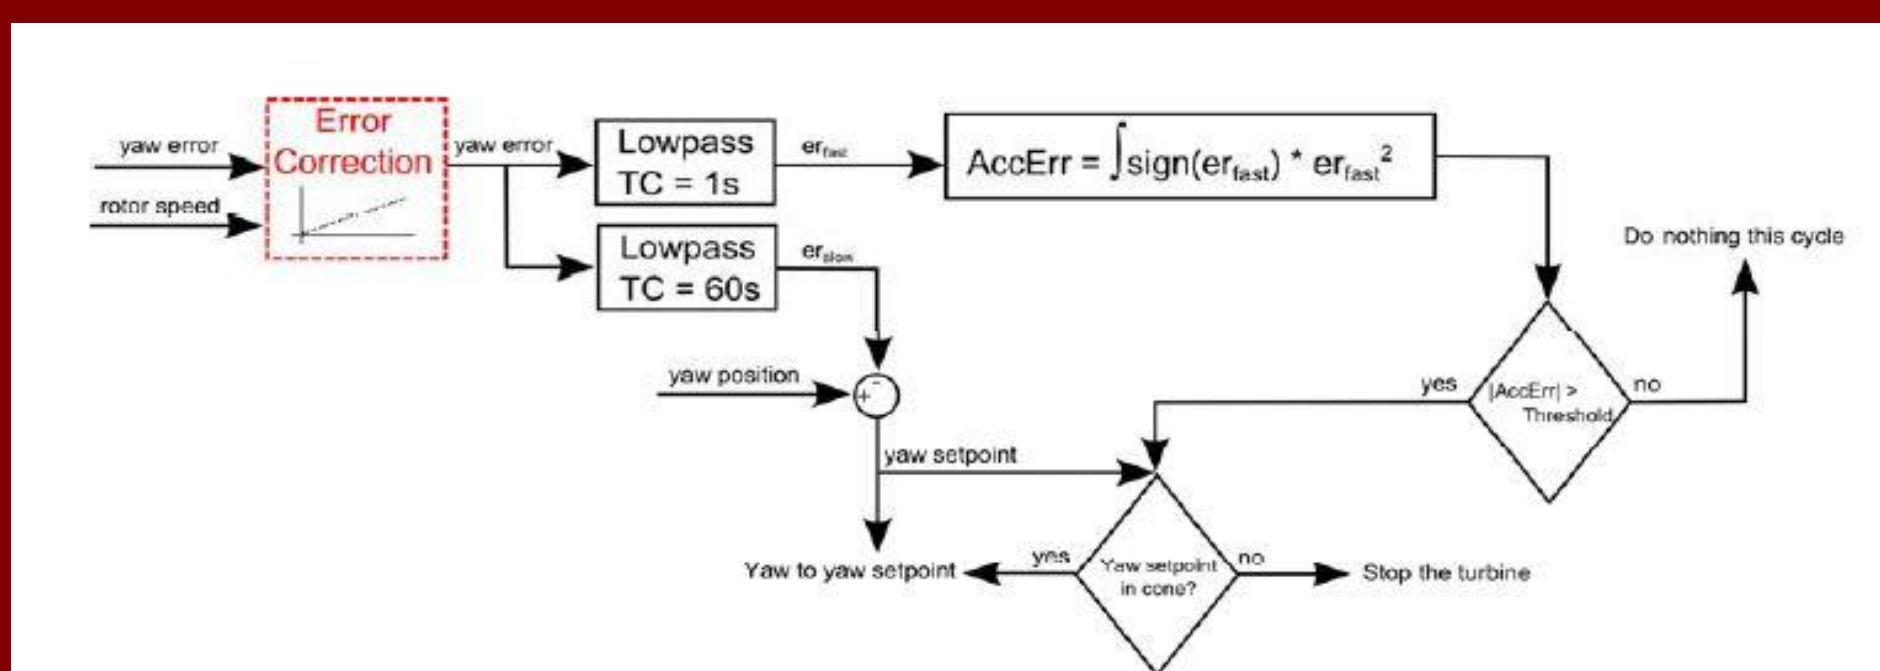 Error
Correction
yaw error
rotor speed
yaw error
Lowpass
TC = 1s
er_fast
AccErr = ∫sign(er_fast) * er_fast²
Lowpass
TC = 60s
er_slow
Do nothing this cycle
yaw position
+
-
yes
|AccErr| >
Threshold
no
yaw setpoint
Yaw to yaw setpoint
yes
Yaw setpoint
in cone?
no
Stop the turbine